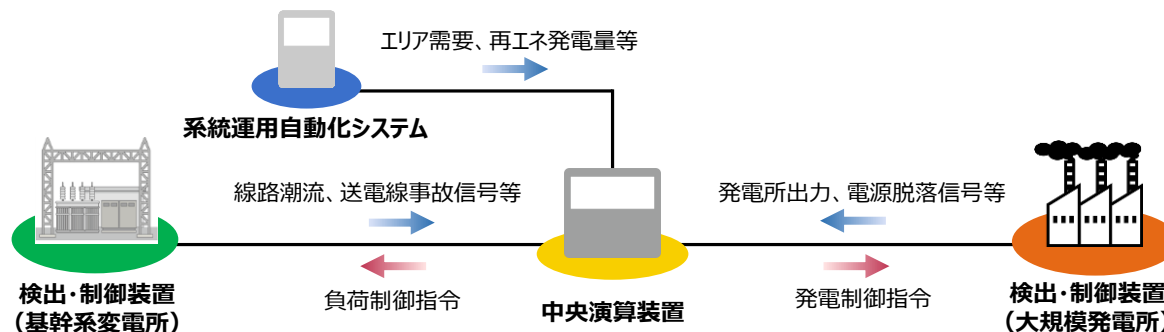 エリア需要、再エネ発電量等
系統運用自動化システム
線路潮流、送電線事故信号等
発電所出力、電源脱落信号等
負荷制御指令
発電制御指令
検出・制御装置
（基幹系変電所）
中央演算装置
検出・制御装置
（大規模発電所）